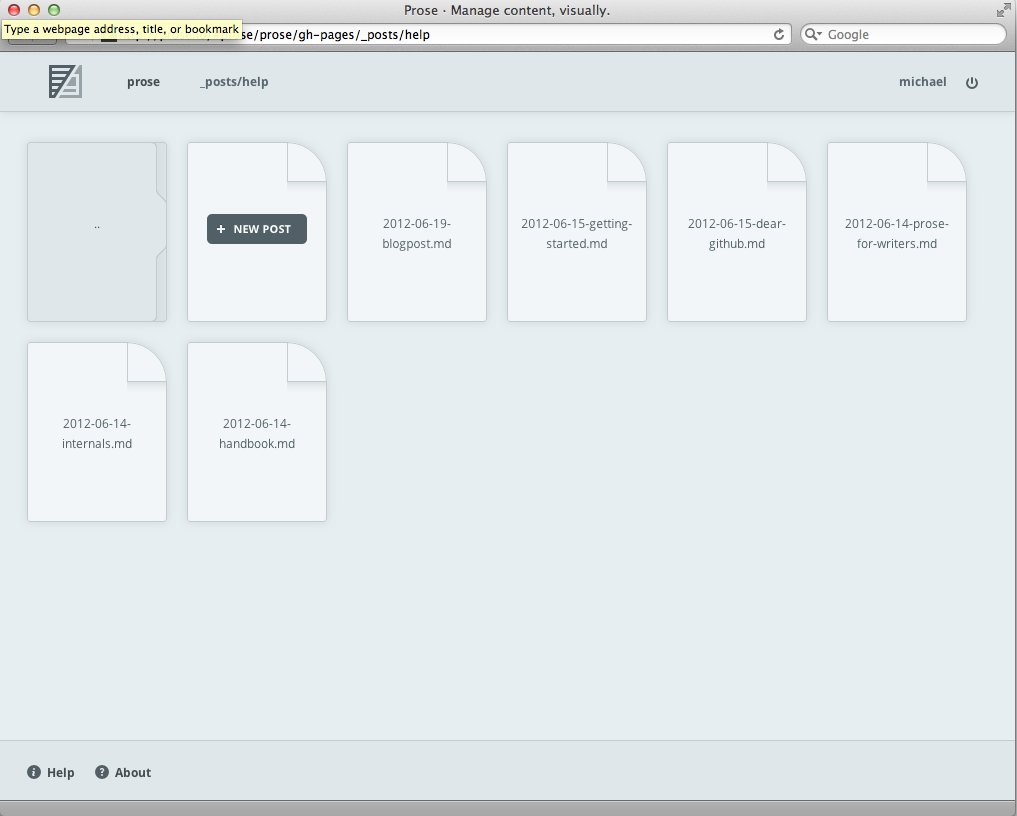 Prose · Manage content, visually.
Type a webpage address, title, or bookmark
se/prose/gh-pages/_posts/help
Google
prose
_posts/help
michael
..
+ NEW POST
2012-06-19-
blogpost.md
2012-06-15-getting-
started.md
2012-06-15-dear-
github.md
2012-06-14-prose-
for-writers.md
2012-06-14-
internals.md
2012-06-14-
handbook.md
i Help
? About